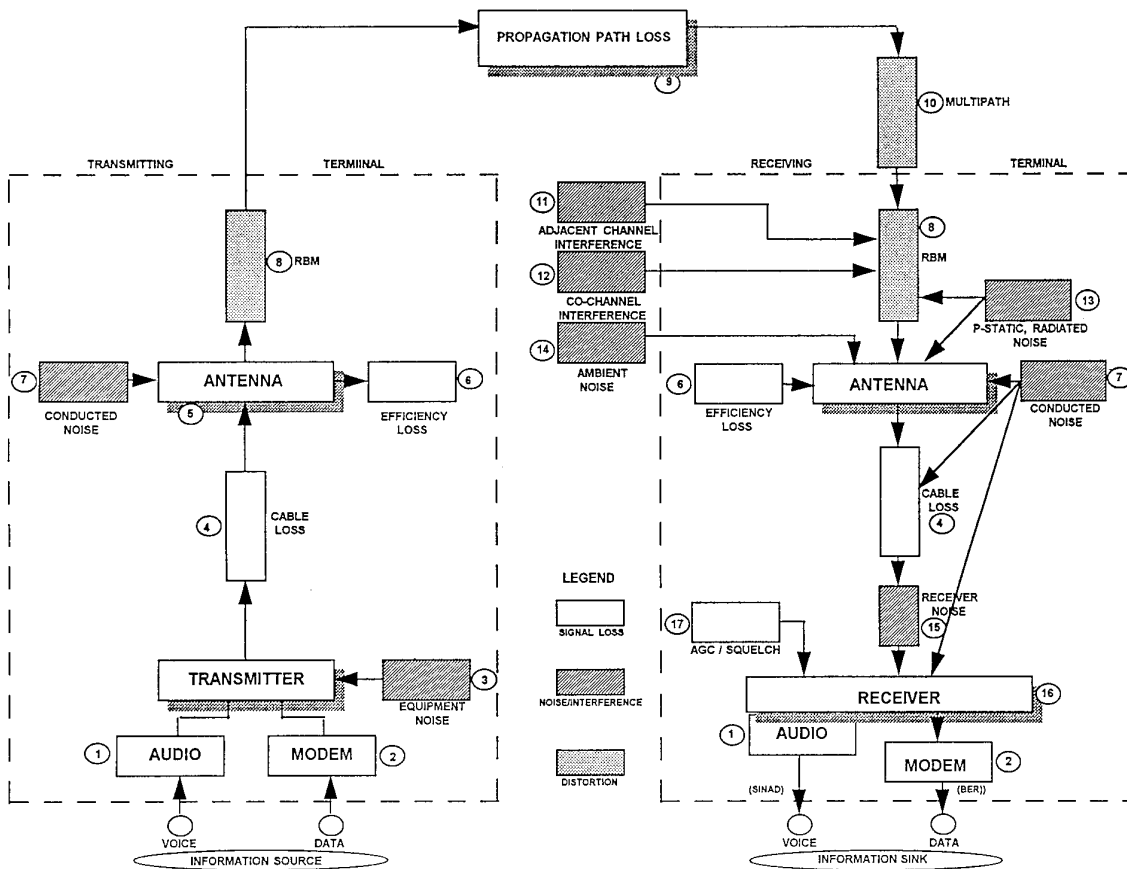 PROPAGATION PATH LOSS
9
10 MULTIPATH
TRANSMITTING TERMIINAL
RECEIVING TERMINAL
8 RBM
7
CONDUCTED
NOISE
ANTENNA
5
6
EFFICIENCY
LOSS
4
CABLE
LOSS
TRANSMITTER
3
EQUIPMENT
NOISE
1
AUDIO
MODEM
2
VOICE
DATA
INFORMATION SOURCE
LEGEND
SIGNAL LOSS
NOISE/INTERFERENCE
DISTORTION
11
ADJACENT CHANNEL
INTERFERENCE
12
CO-CHANNEL
INTERFERENCE
14
AMBIENT
NOISE
8
RBM
13
P-STATIC, RADIATED
NOISE
6
EFFICIENCY
LOSS
ANTENNA
7
CONDUCTED
NOISE
CABLE
LOSS
4
RECEIVER
NOISE
15
17
AGC / SQUELCH
RECEIVER
16
1
AUDIO
MODEM
2
(SINAD)
(BER))
VOICE
DATA
INFORMATION SINK